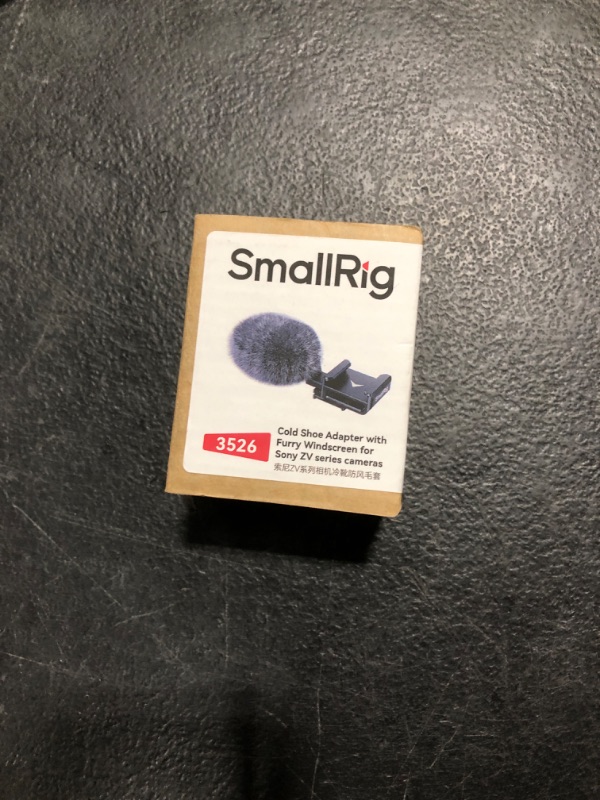 SmallRig
3526
Cold Shoe Adapter with
Furry Windscreen for
Sony ZV series cameras
索尼ZV系列相机冷靴防风毛套